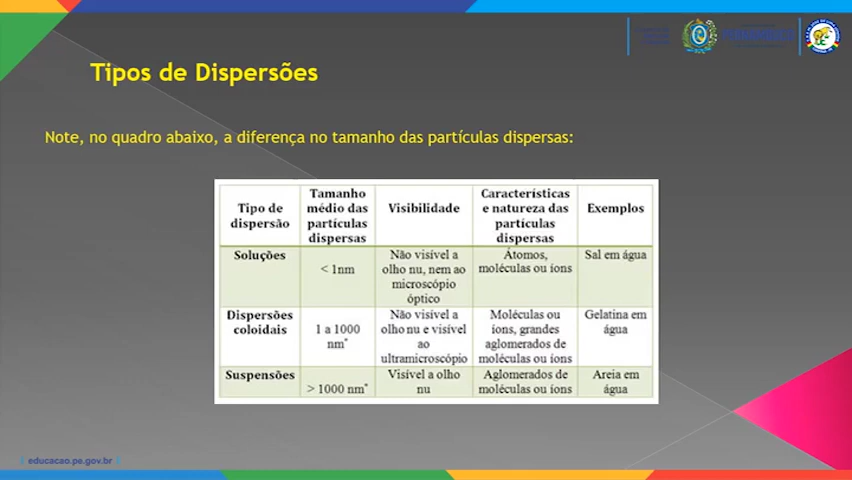 Tipos de Dispersões
Note, no quadro abaixo, a diferença no tamanho das partículas dispersas:
Tipo de dispersão
Tamanho médio das partículas dispersas
Visibilidade
Características e natureza das partículas dispersas
Exemplos
Soluções
< 1nm
Não visível a olho nu, nem ao microscópio óptico
Átomos, moléculas ou íons
Sal em água
Dispersões coloidais
1 a 1000 nm*
Não visível a olho nu e visível ao ultramicroscópio
Moléculas ou íons, grandes aglomerados de moléculas ou íons
Gelatina em água
Suspensões
> 1000 nm*
Visível a olho nu
Aglomerados de moléculas ou íons
Areia em água
educacao.pe.gov.br